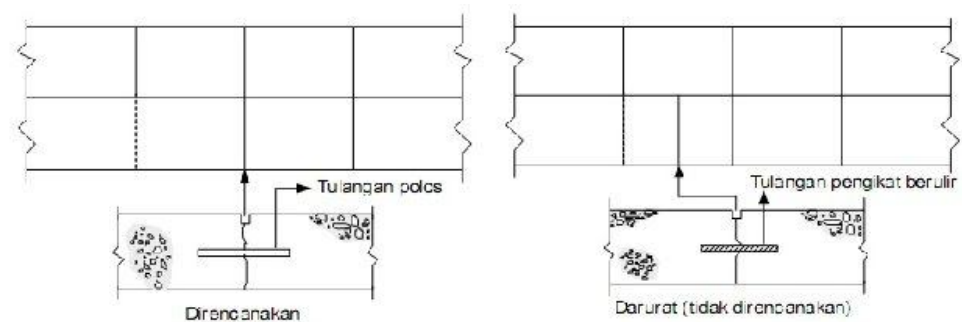 Tulangan polos
Direncanakan
Tulangan pengikat berulir
Darurat (tidak direncanakan)